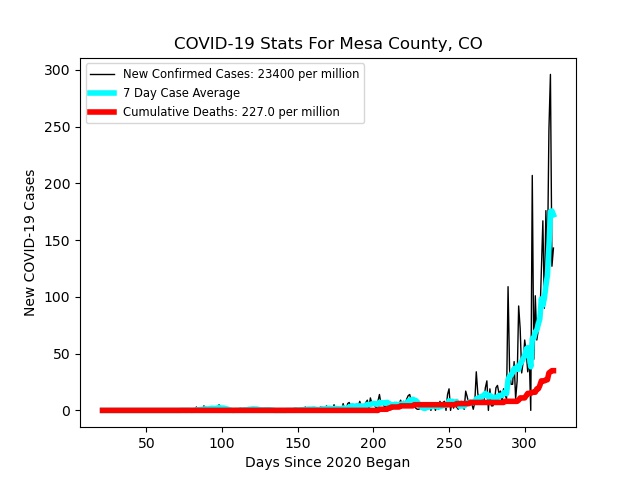 COVID-19 Stats For Mesa County, CO
New Confirmed Cases: 23400 per million
7 Day Case Average
Cumulative Deaths: 227.0 per million
New COVID-19 Cases
300
250
200
150
100
50
0
50 100 150 200 250 300
Days Since 2020 Began